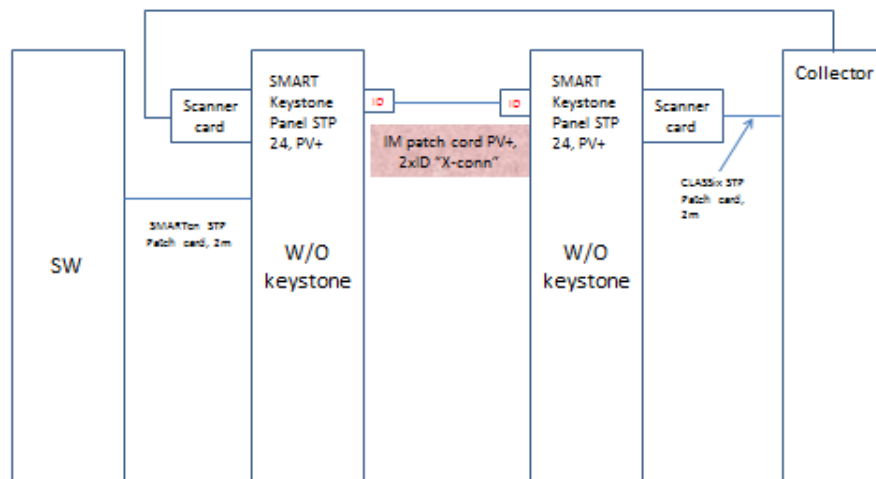 SW
SMARTen STP
Patch card, 2m
Scanner
card
SMART
Keystone
Panel STP
24, PV+
W/O
keystone
ID
ID
IM patch cord PV+,
2xID "X-conn"
SMART
Keystone
Panel STP
24, PV+
W/O
keystone
Scanner
card
CLASSix STP
Patch card,
2m
Collector